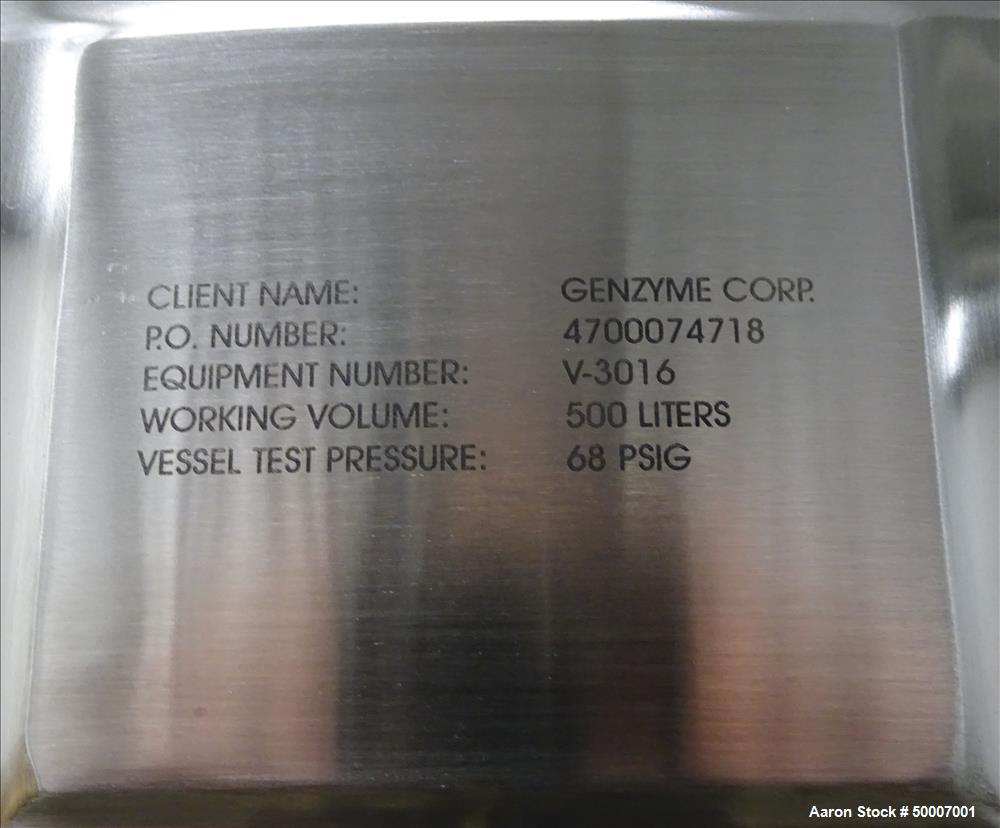 CLIENT NAME: GENZYME CORP.
P.O. NUMBER: 4700074718
EQUIPMENT NUMBER: V-3016
WORKING VOLUME: 500 LITERS
VESSEL TEST PRESSURE: 68 PSIG
Aaron Stock # 50007001